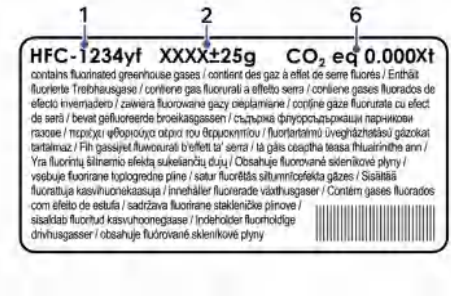 1 2 6
HFC-1234yf XXXX±25g CO₂ eq 0.000Xt
contains fluorinated greenhouse gases / contient des gaz à effet de serre fluorés / Enthält
fluorierte Treibhausgase / contiene gas fluorurati a effetto serra / contiene gases fluorados de
efecto invernadero / zawiera fluorowane gazy cieplarniane / conține gaze fluorurate cu efect
de seră / bevat gefluoreerde broeikasgassen / съдържа флуорсъдържащи парникови
газове / περιέχει φθοριούχα αέρια του θερμοκηπίου / fluortartalmú üvegházhatású gázokat
tartalmaz / Fih gassijiet fluworurati b'effett ta' serra / tá gáis ceaptha teasa fhluairinithe ann /
Yra fluorintų šiltnamio efektą sukeliančių dujų / Obsahuje fluorované skleníkové plyny /
vsebuje fluorirane toplogredne pline / satur fluorētās siltumnīcefekta gāzes / Sisältää
fluorattuja kasvihuonekaasuja / innehåller fluorerade växthusgaser / Contém gases fluorados
com efeito de estufa / sadržava fluorirane stakleničke plinove /
sisaldab fluoritud kasvuhoonegaase / Indeholder fluorholdige
drivhusgasser / obsahuje fluórované skleníkové plyny